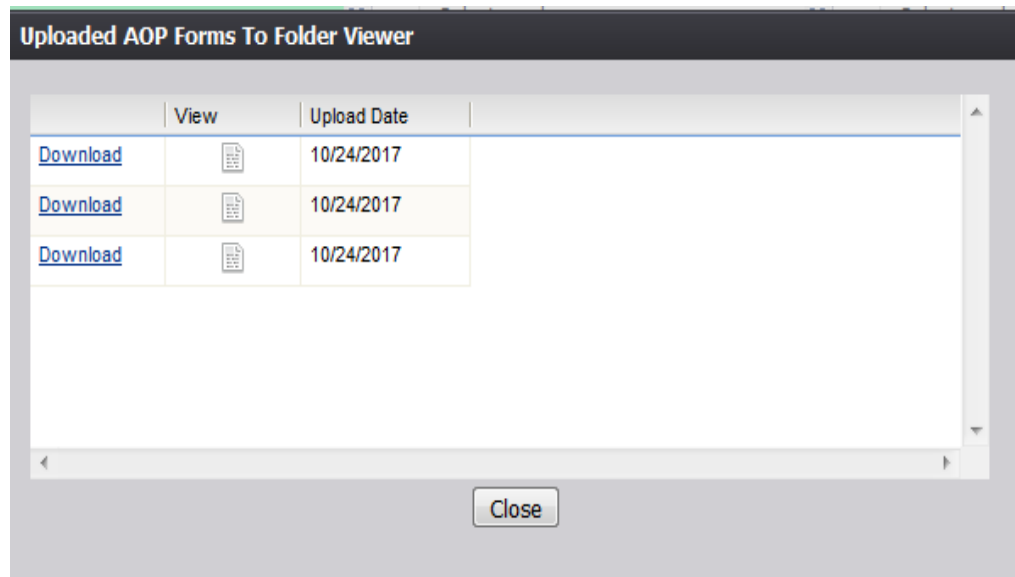 Uploaded AOP Forms To Folder Viewer
View Upload Date
Download 10/24/2017
Download 10/24/2017
Download 10/24/2017
Close